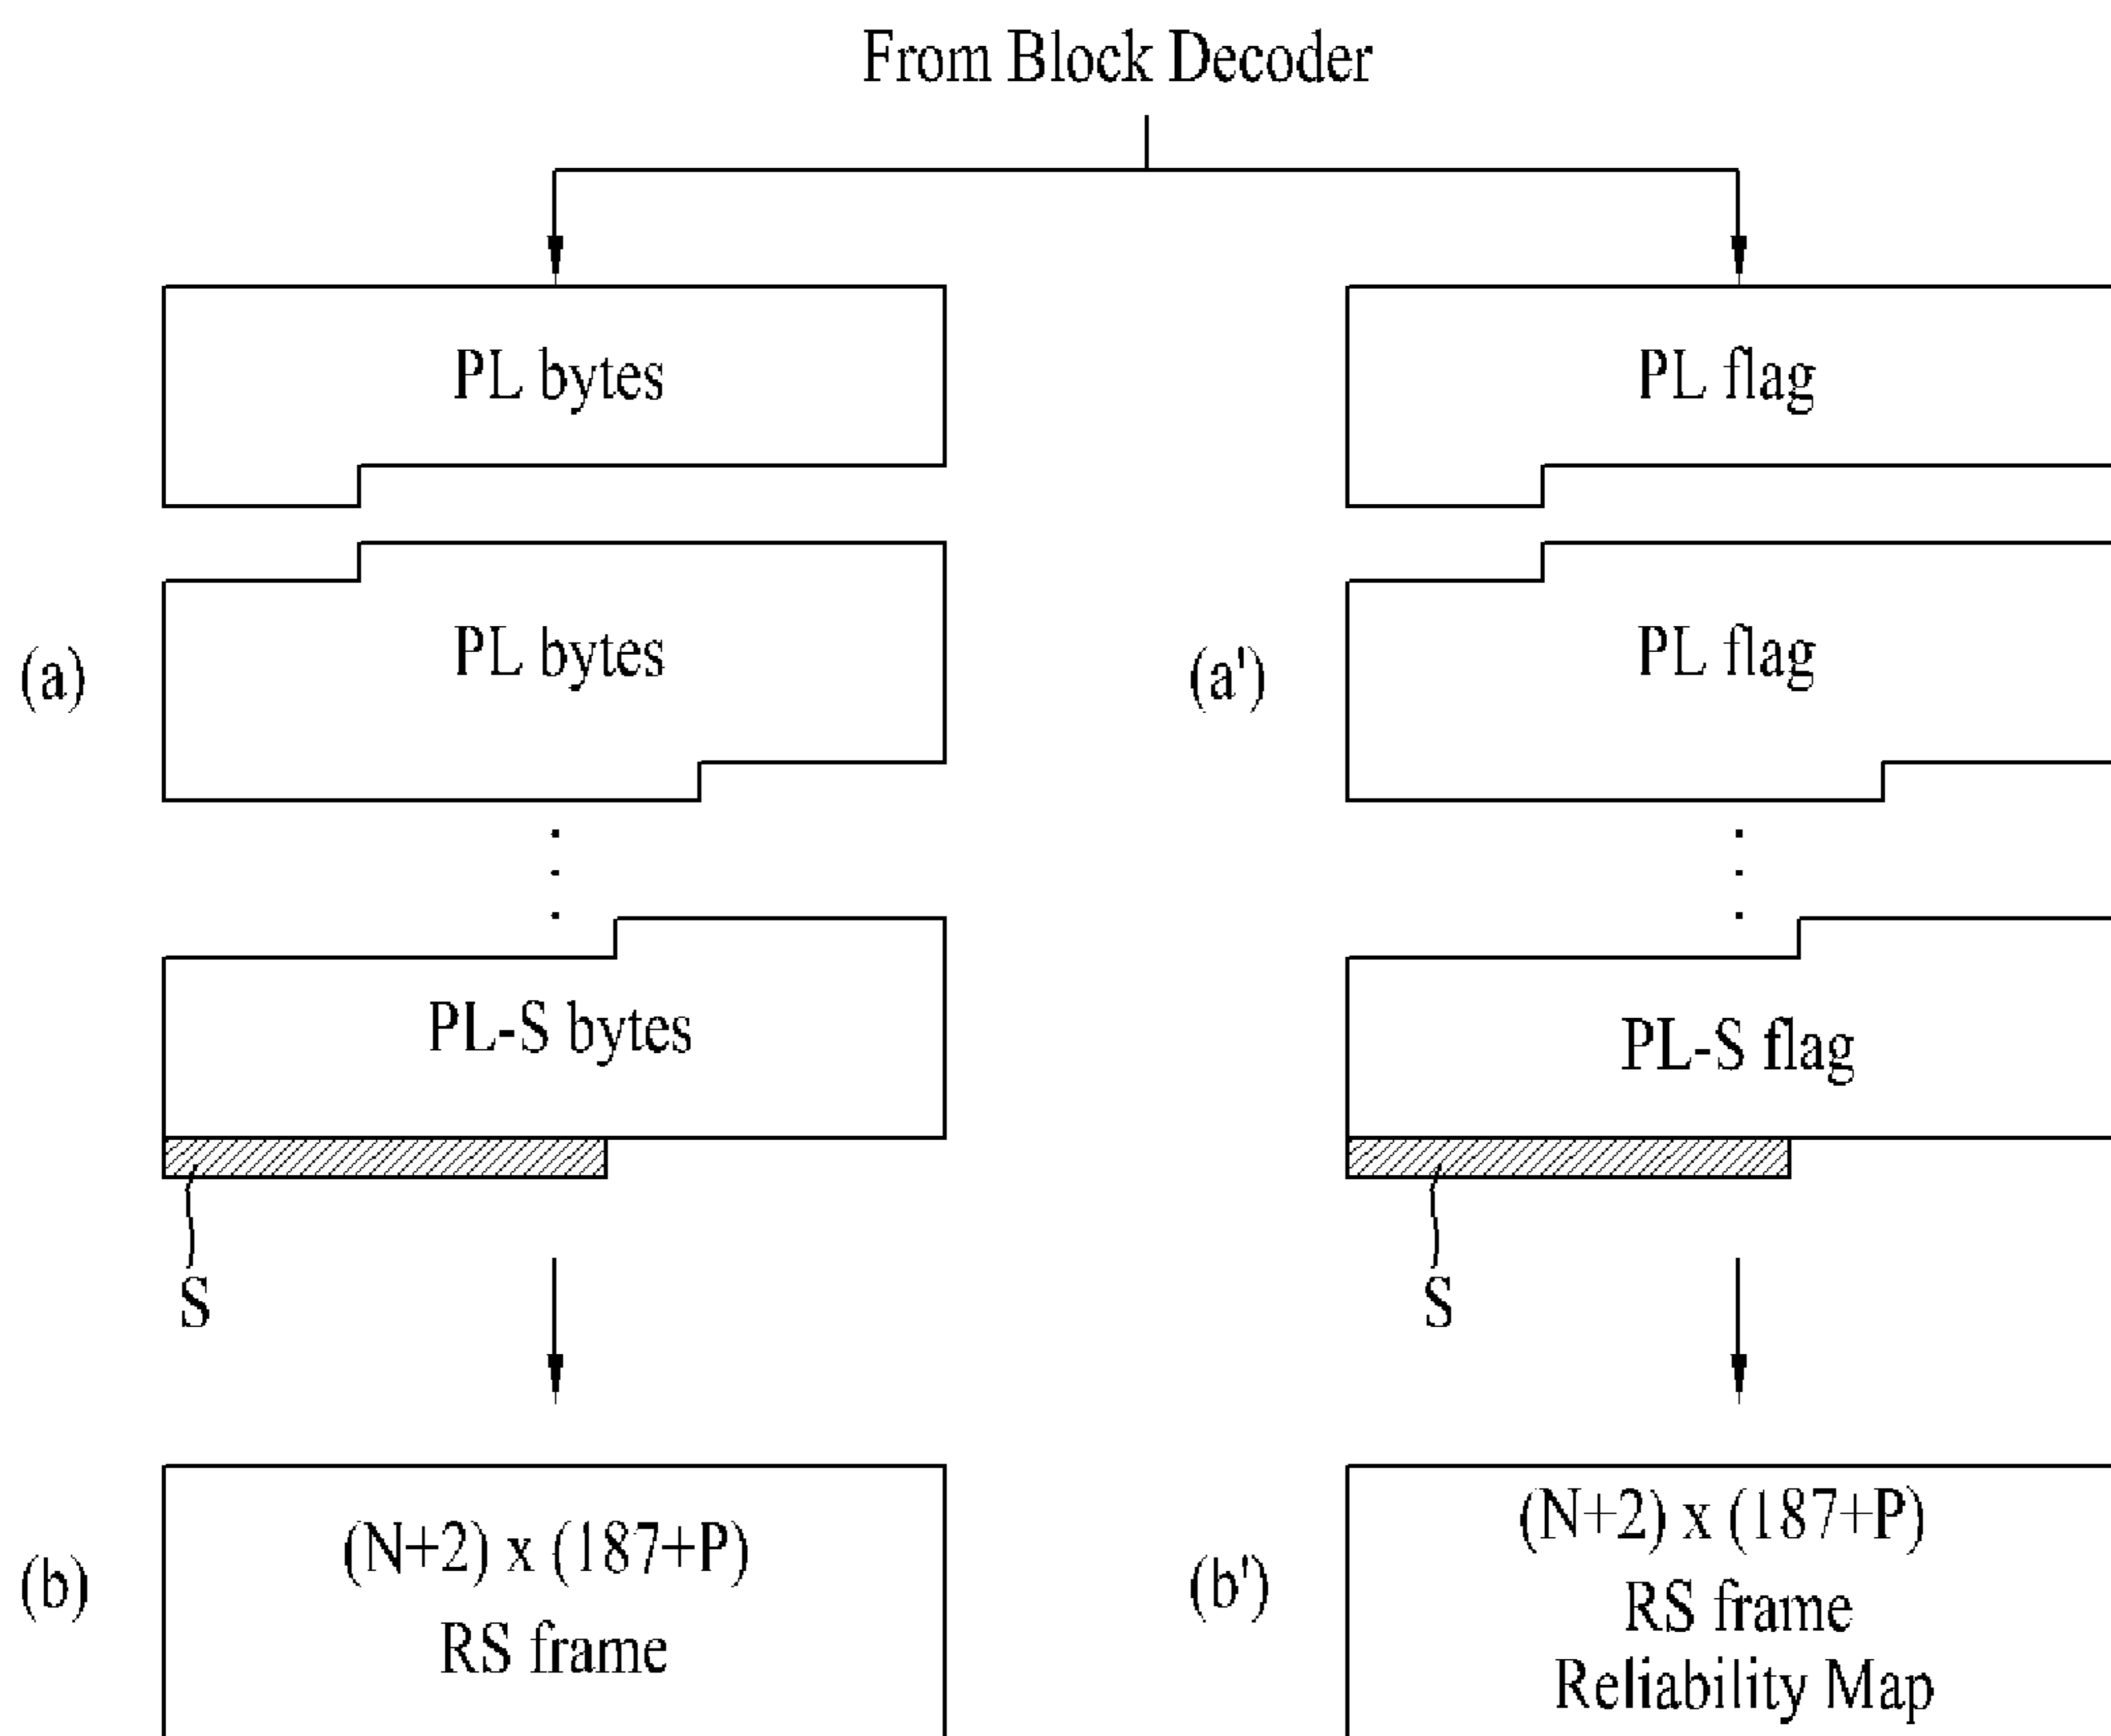 From Block Decoder
PL bytes
PL flag
PL bytes
PL flag
(a)
(a')
PL-S bytes
PL-S flag
S
S
(b)
(N+2) x (187+P)
RS frame
(b')
(N+2) x (187+P)
RS frame
Reliability Map